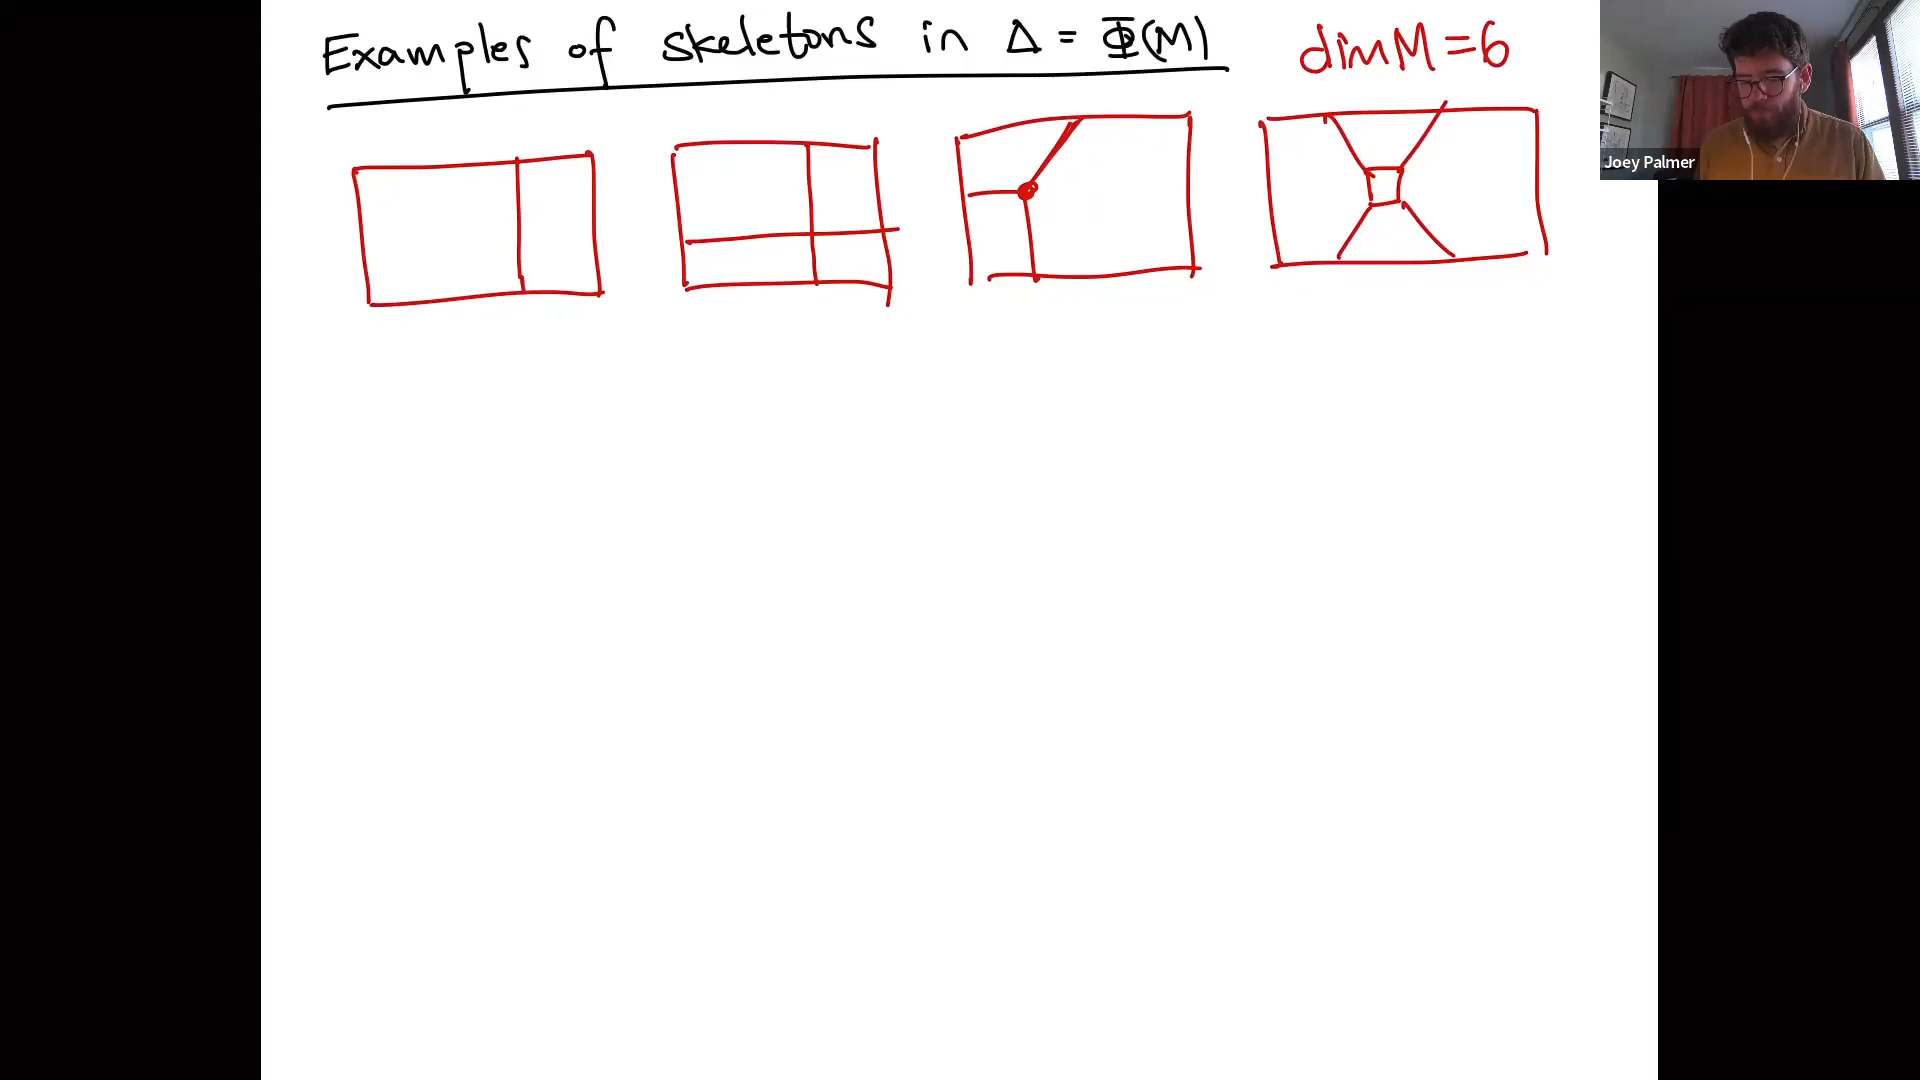 Examples of skeletons in Δ = Φ(M) dim M = 6
Joey Palmer